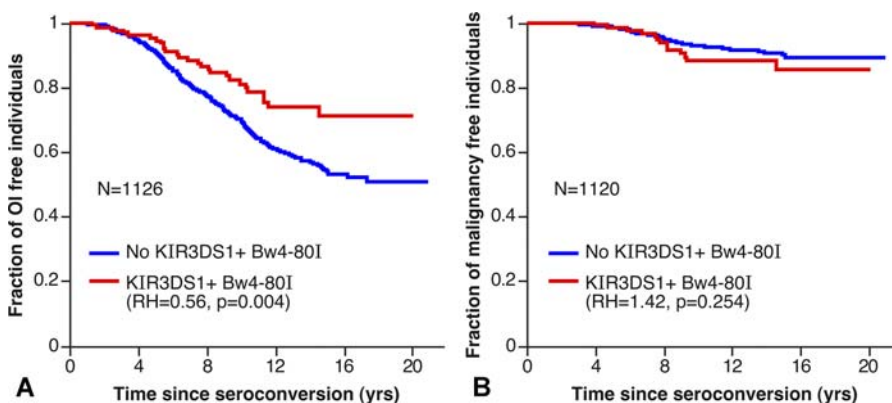 Fraction of OI free individuals
1
0.8
0.6
0.4
0.2
0
N=1126
No KIR3DS1+ Bw4-80I
KIR3DS1+ Bw4-80I
(RH=0.56, p=0.004)
0 4 8 12 16 20
A
Time since seroconversion (yrs)
Fraction of malignancy free individuals
1
0.8
0.6
0.4
0.2
0
N=1120
No KIR3DS1+ Bw4-80I
KIR3DS1+ Bw4-80I
(RH=1.42, p=0.254)
0 4 8 12 16 20
B
Time since seroconversion (yrs)